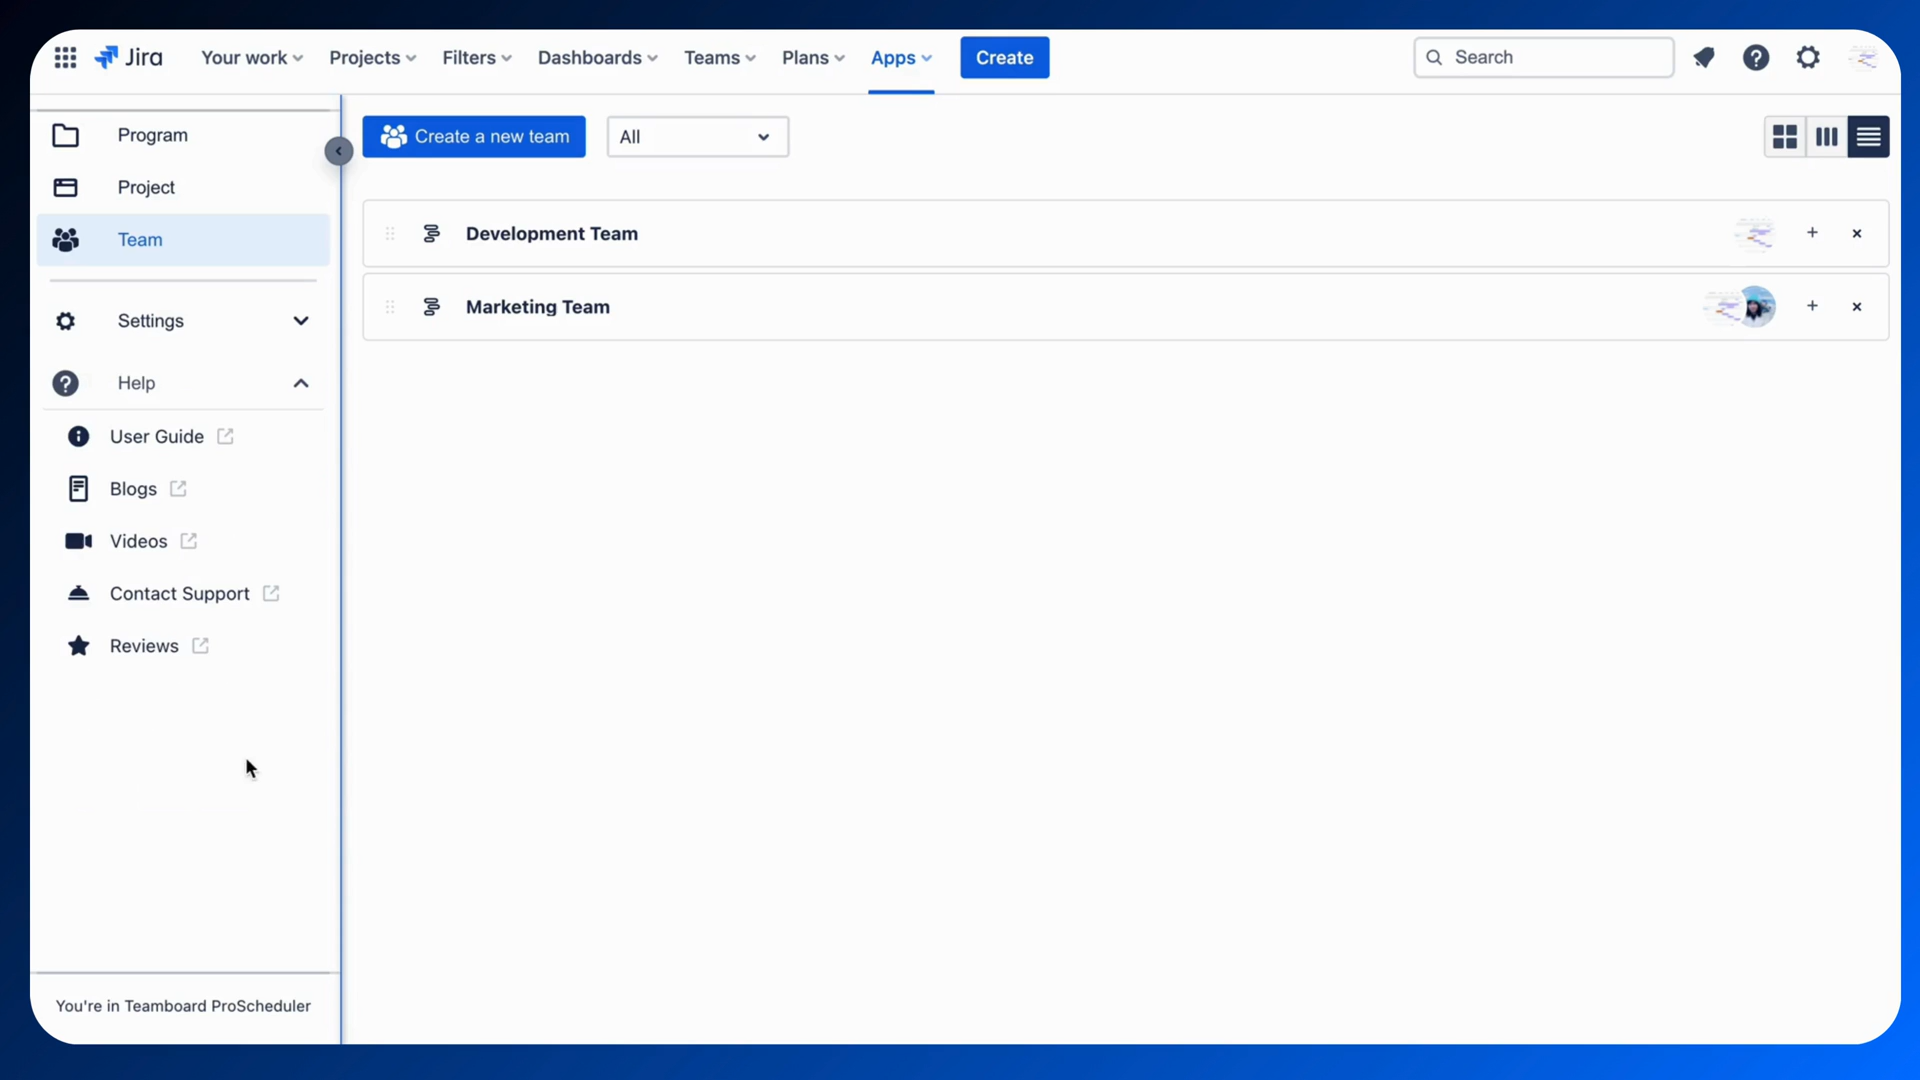 Jira Your work Projects Filters Dashboards Teams Plans Apps Create Search
Program
Project
Team
Settings
Help
User Guide
Blogs
Videos
Contact Support
Reviews
You're in Teamboard ProScheduler
Create a new team All
Development Team
Marketing Team